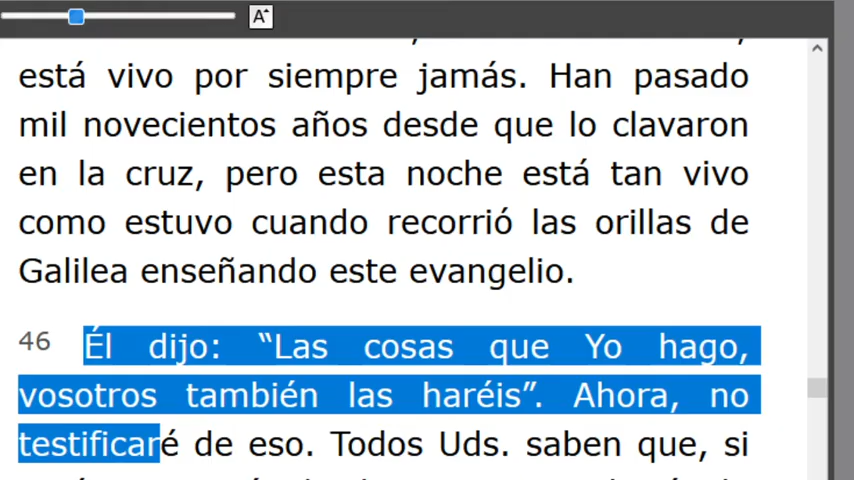 A
está vivo por siempre jamás. Han pasado
mil novecientos años desde que lo clavaron
en la cruz, pero esta noche está tan vivo
como estuvo cuando recorrió las orillas de
Galilea enseñando este evangelio.
46 Él dijo: “Las cosas que Yo hago,
vosotros también las haréis”. Ahora, no
testificaré de eso. Todos Uds. saben que, si